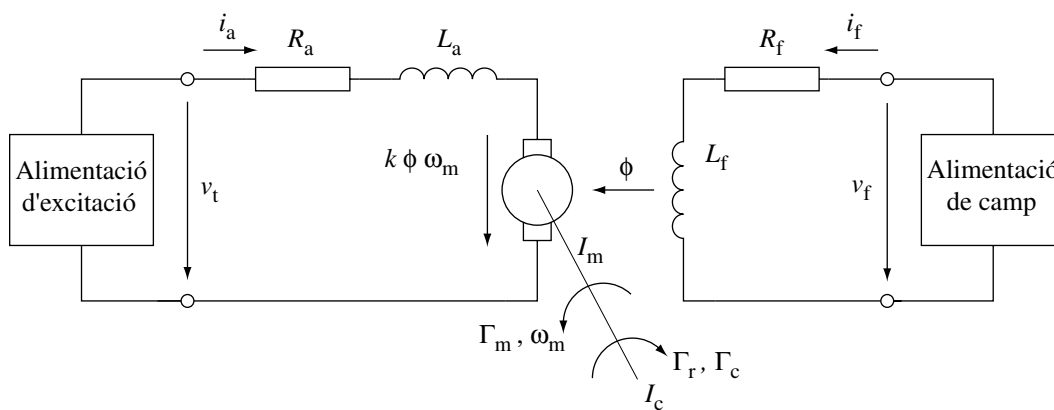 i_a
R_a
L_a
R_f
i_f
Alimentació
d'excitació
v_t
k ϕ ω_m
ϕ
L_f
v_f
Alimentació
de camp
I_m
Γ_m , ω_m
Γ_r , Γ_c
I_c